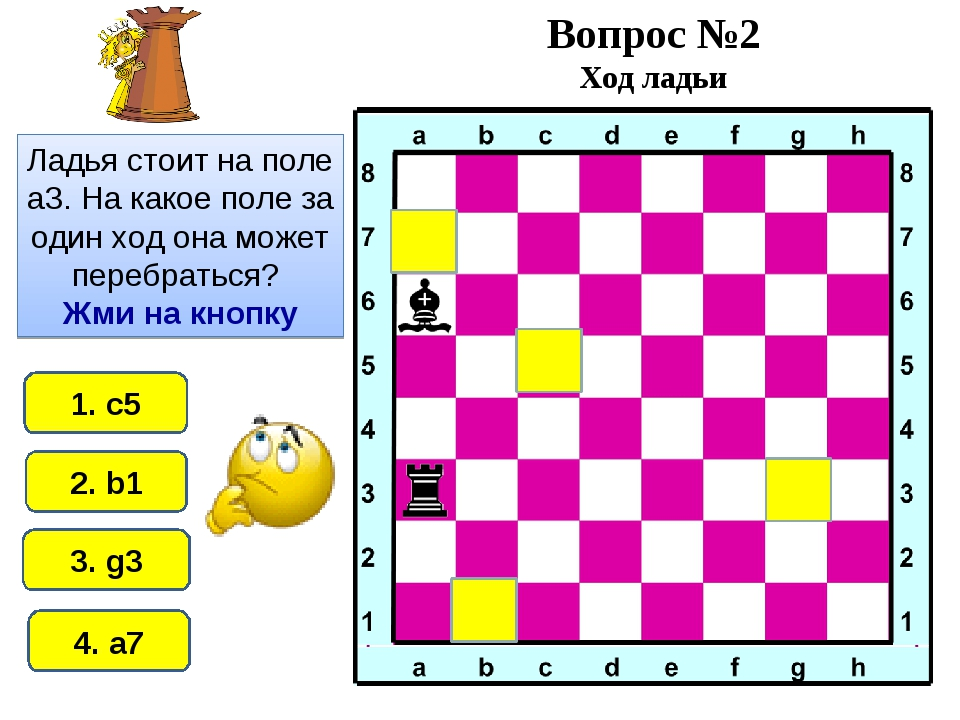 Вопрос №2
Ход ладьи
Ладья стоит на поле
а3. На какое поле за
один ход она может
перебраться?
Жми на кнопку
1. c5
2. b1
3. g3
4. a7
a b c d e f g h
8 8
7 7
6 6
5 5
4 4
3 3
2 2
1 1
a b c d e f g h